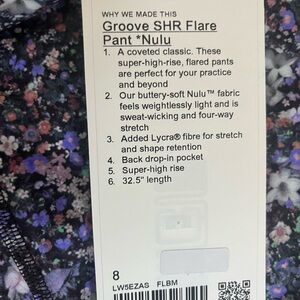 WHY WE MADE THIS
Groove SHR Flare
Pant *Nulu
1. A coveted classic. These
super-high-rise, flared pants
are perfect for your practice
and beyond
2. Our buttery-soft Nulu™ fabric
feels weightlessly light and is
sweat-wicking and four-way
stretch
3. Added Lycra® fibre for stretch
and shape retention
4. Back drop-in pocket
5. Super-high rise
6. 32.5" length
8
LW5EZAS FLBM